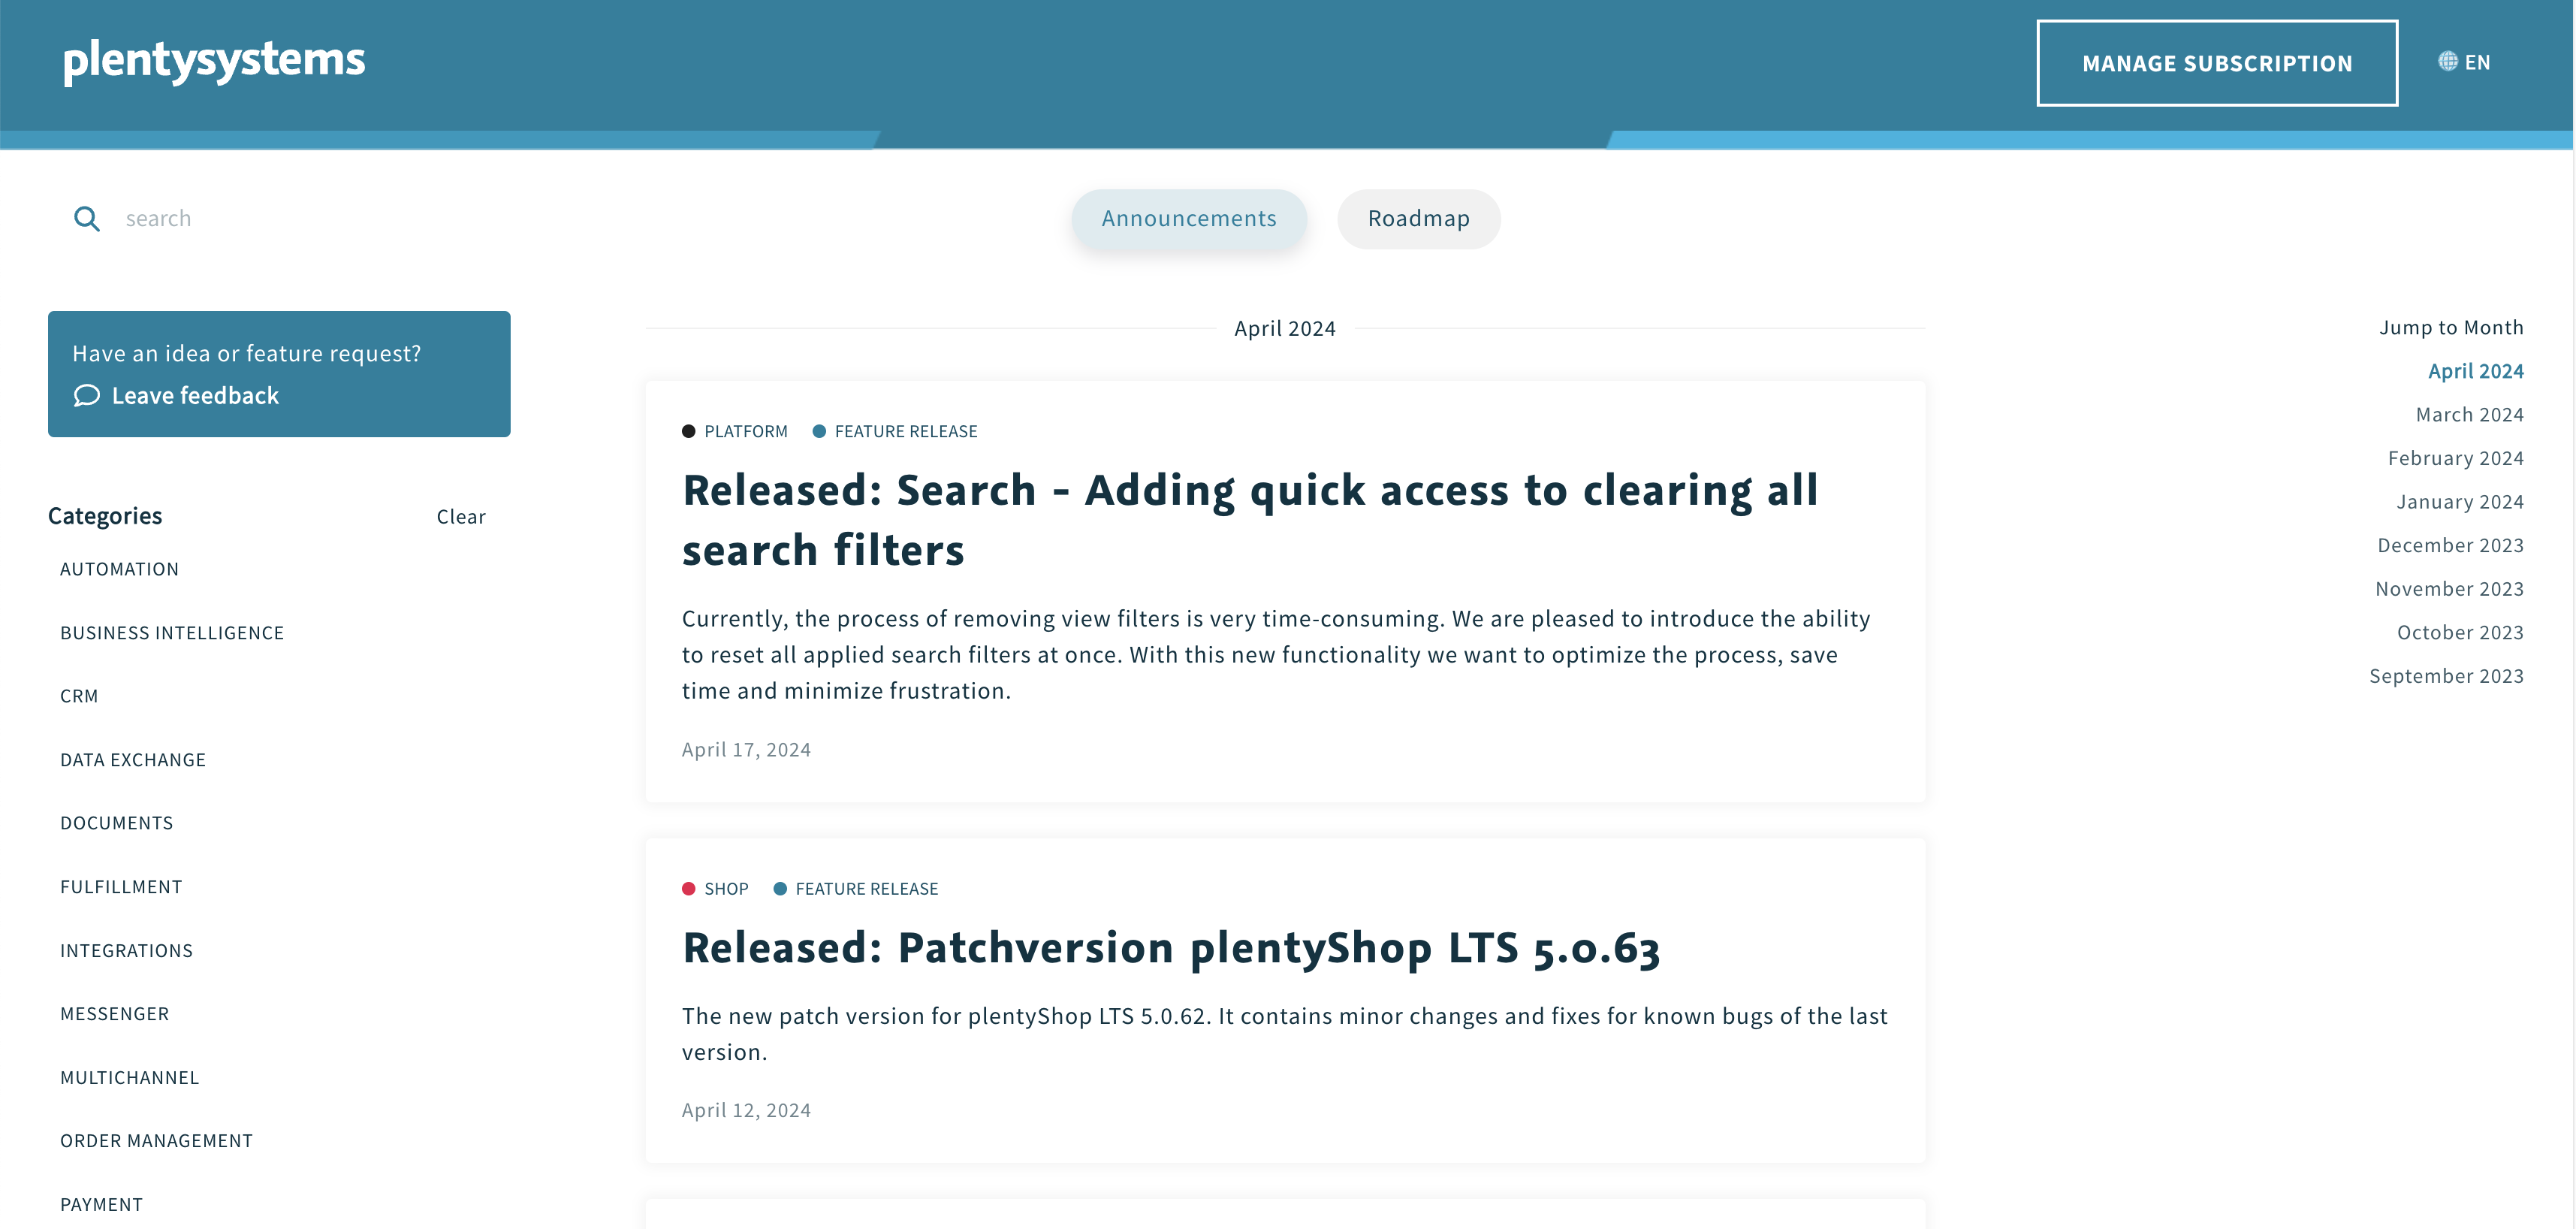 plentysystems
MANAGE SUBSCRIPTION
EN
search
Announcements
Roadmap
Have an idea or feature request?
Leave feedback
Categories
Clear
AUTOMATION
BUSINESS INTELLIGENCE
CRM
DATA EXCHANGE
DOCUMENTS
FULFILLMENT
INTEGRATIONS
MESSENGER
MULTICHANNEL
ORDER MANAGEMENT
PAYMENT
April 2024
PLATFORM FEATURE RELEASE
Released: Search - Adding quick access to clearing all
search filters
Currently, the process of removing view filters is very time-consuming. We are pleased to introduce the ability
to reset all applied search filters at once. With this new functionality we want to optimize the process, save
time and minimize frustration.
April 17, 2024
SHOP FEATURE RELEASE
Released: Patchversion plentyShop LTS 5.0.63
The new patch version for plentyShop LTS 5.0.62. It contains minor changes and fixes for known bugs of the last
version.
April 12, 2024
Jump to Month
April 2024
March 2024
February 2024
January 2024
December 2023
November 2023
October 2023
September 2023